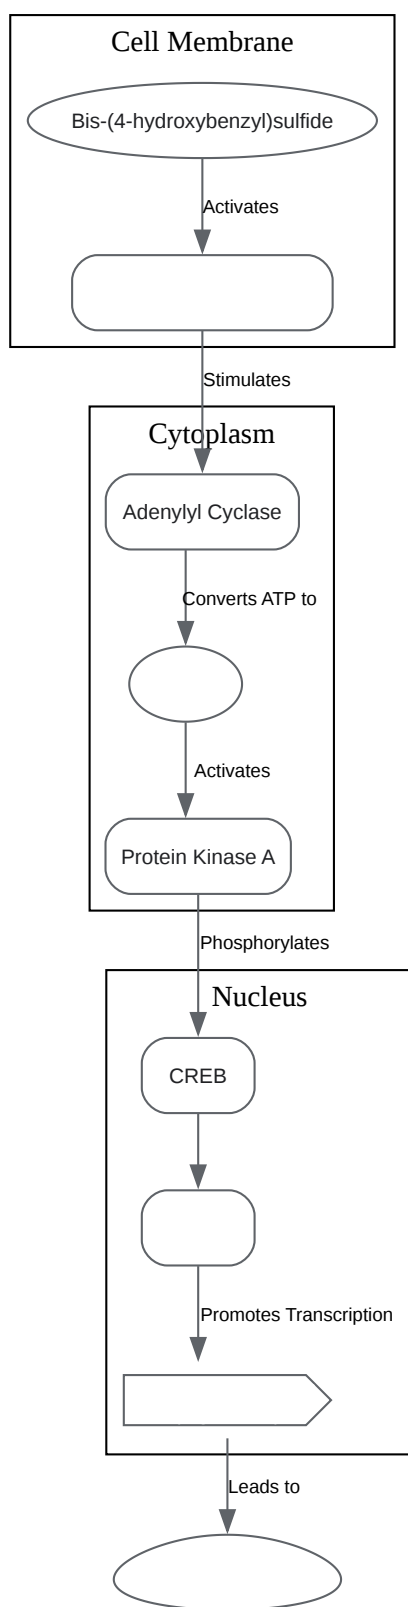 Cell Membrane
Bis-(4-hydroxybenzyl)sulfide
Activates
Stimulates
Cytoplasm
Adenylyl Cyclase
Converts ATP to
Activates
Protein Kinase A
Phosphorylates
Nucleus
CREB
Promotes Transcription
Leads to